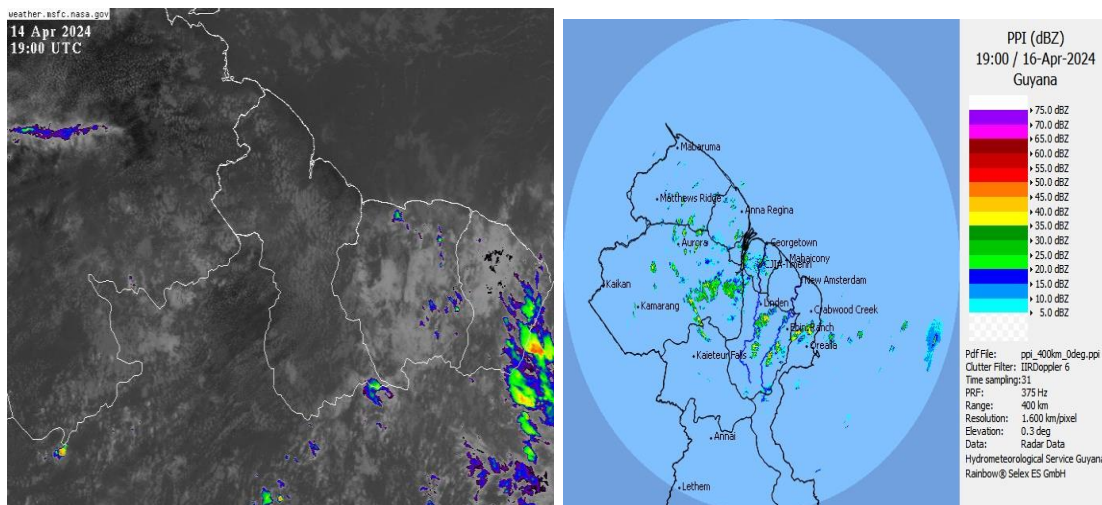 weather.msfc.nasa.gov
14 Apr 2024
19:00 UTC
Mabaruma
Matthews Ridge
Anna Regina
Aurora
Georgetown
Mahaicony
CJIA-Timehri
Kaikan
New Amsterdam
Kamarang
Linden
Crabwood Creek
Ebini Ranch
Orealla
Kaieteur Falls
Annai
Lethem
PPI (dBZ)
19:00 / 16-Apr-2024
Guyana
75.0 dBZ
70.0 dBZ
65.0 dBZ
60.0 dBZ
55.0 dBZ
50.0 dBZ
45.0 dBZ
40.0 dBZ
35.0 dBZ
30.0 dBZ
25.0 dBZ
20.0 dBZ
15.0 dBZ
10.0 dBZ
5.0 dBZ
Pdf File: ppi_400km_0deg.ppi
Clutter Filter: IIRDoppler 6
Time sampling:31
PRF: 375 Hz
Range: 400 km
Resolution: 1.600 km/pixel
Elevation: 0.3 deg
Data: Radar Data
Hydrometeorological Service Guyana
Rainbow® Selex ES GmbH